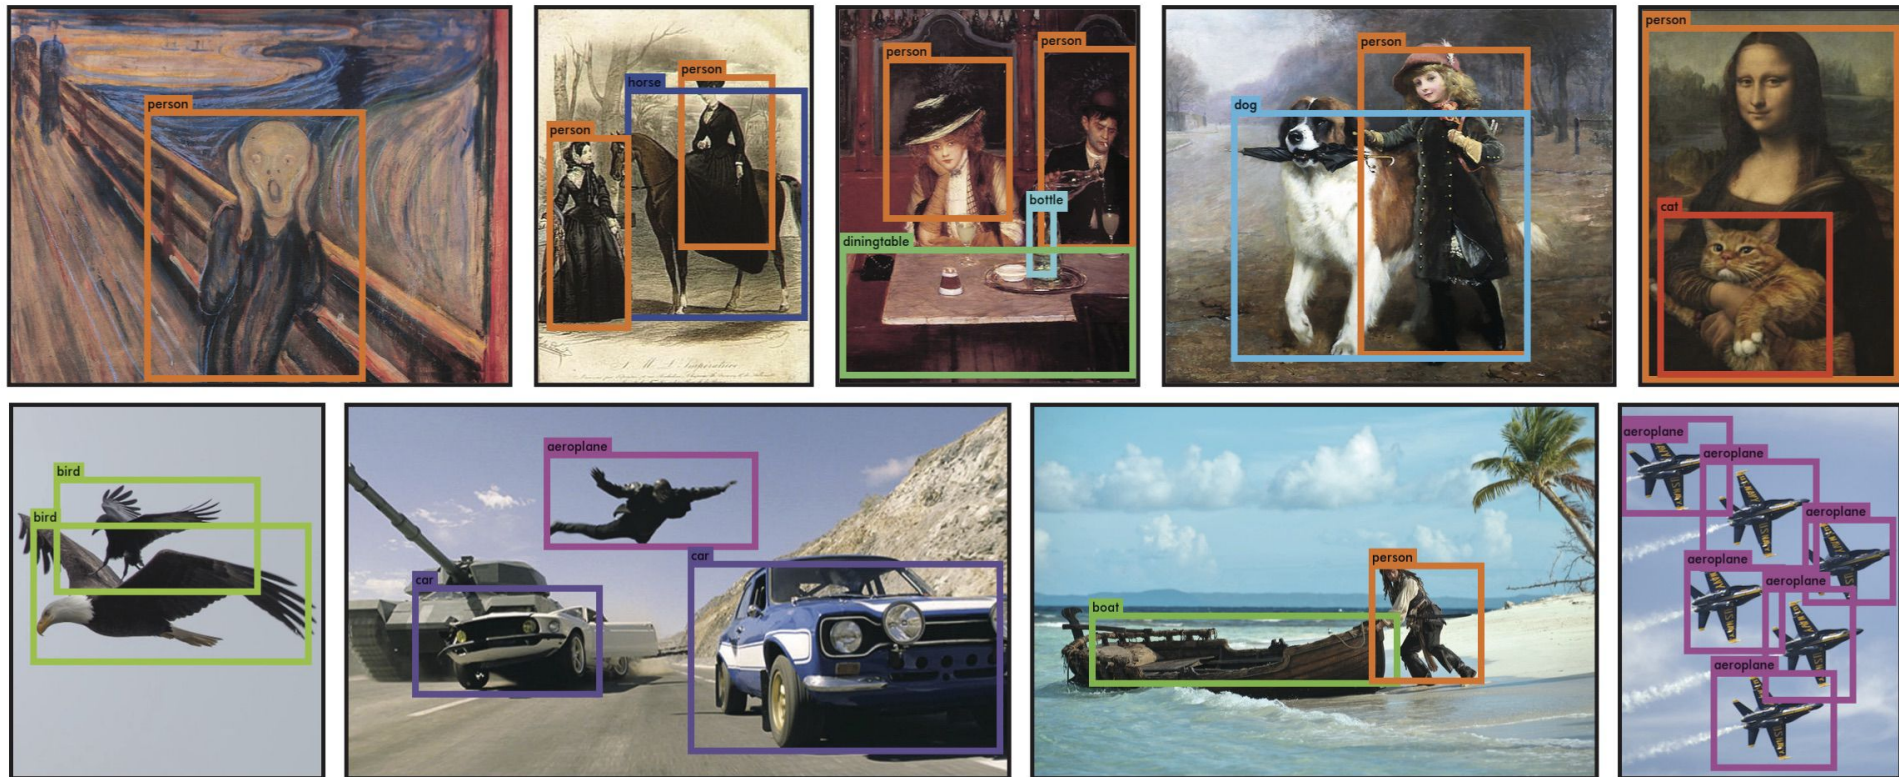 person
horse
person
person
person
person
bottle
diningtable
person
dog
person
cat
bird
bird
aeroplane
car
car
person
boat
aeroplane
aeroplane
aeroplane
aeroplane
aeroplane
aeroplane
U.S. NAVY